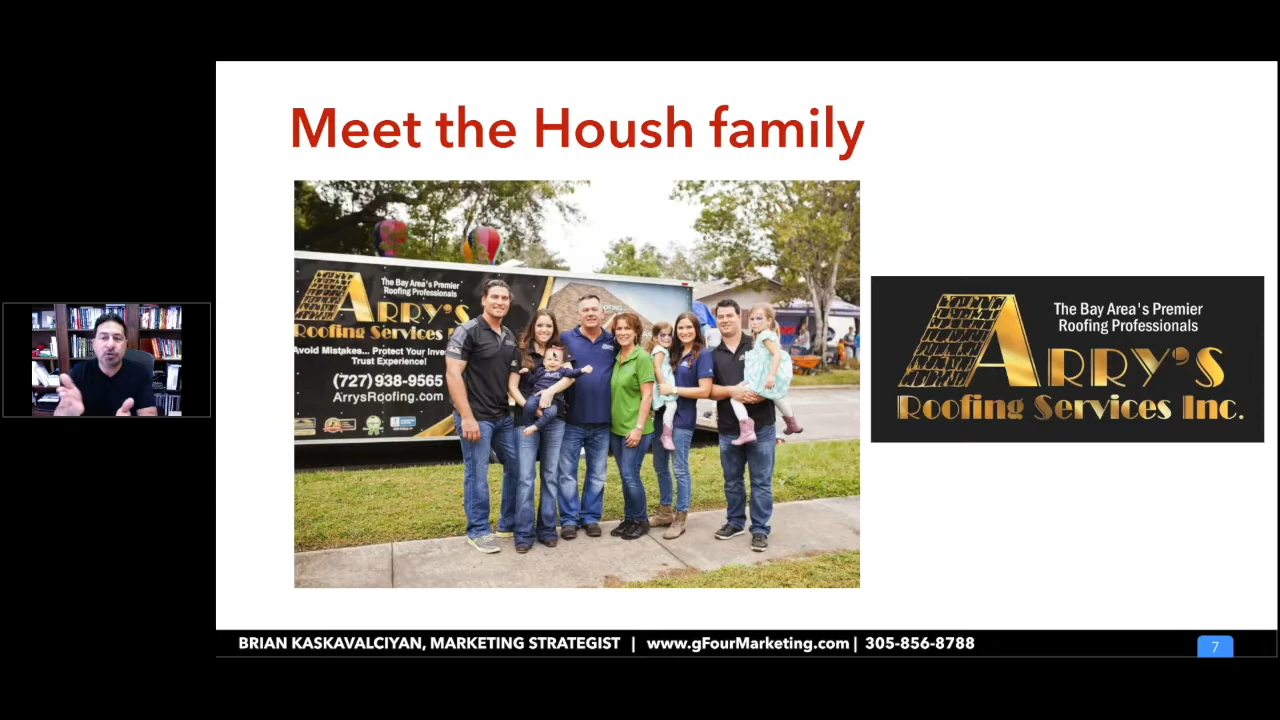 Meet the Housh family
The Bay Area's Premier
Roofing Professionals
ARRY'S
Roofing Services
Avoid Mistakes... Protect Your Inve
Trust Experience!
(727) 938-9565
ArrysRoofing.com
The Bay Area's Premier
Roofing Professionals
ARRY'S
Roofing Services Inc.
BRIAN KASKAVALCIYAN, MARKETING STRATEGIST | www.gFourMarketing.com | 305-856-8788
7